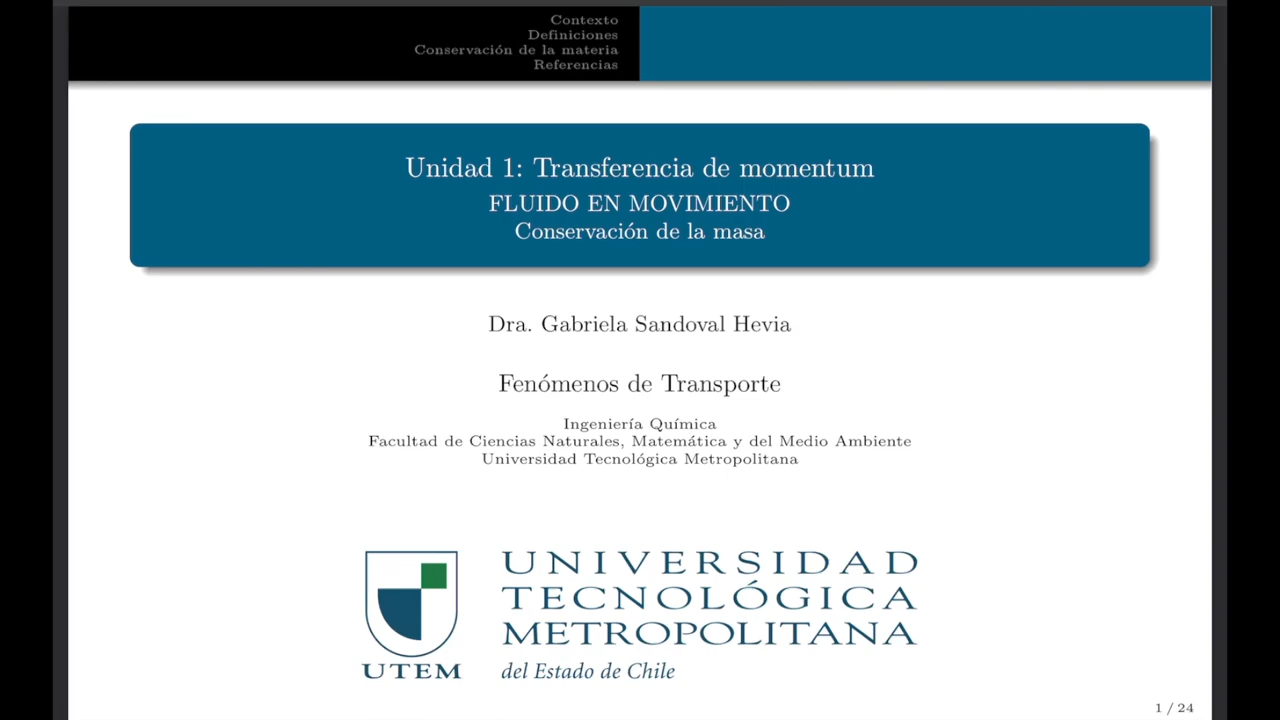 Contexto
Definiciones
Conservación de la materia
Referencias
Unidad 1: Transferencia de momentum
FLUIDO EN MOVIMIENTO
Conservación de la masa
Dra. Gabriela Sandoval Hevia
Fenómenos de Transporte
Ingeniería Química
Facultad de Ciencias Naturales, Matemática y del Medio Ambiente
Universidad Tecnológica Metropolitana
UNIVERSIDAD
TECNOLÓGICA
METROPOLITANA
UTEM
del Estado de Chile
1 / 24